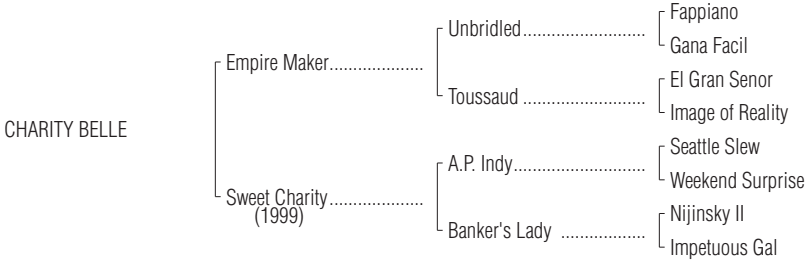 Fappiano
Unbridled
Gana Facil
Empire Maker
El Gran Senor
Toussaud
Image of Reality
CHARITY BELLE
Seattle Slew
A.P. Indy
Weekend Surprise
Sweet Charity
(1999)
Nijinsky II
Banker's Lady
Impetuous Gal